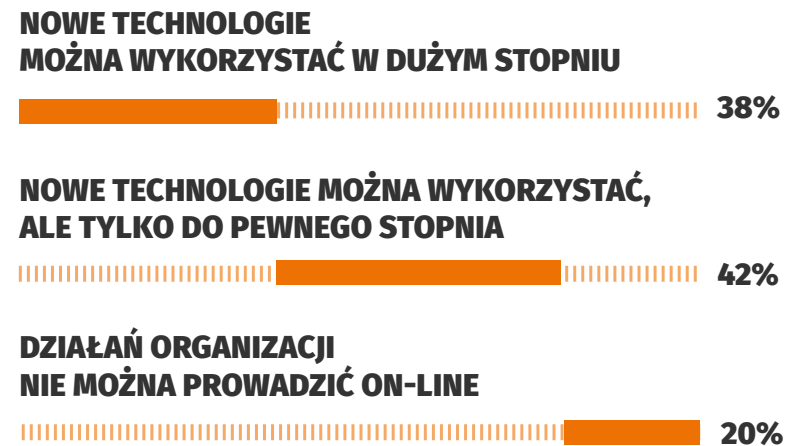 NOWE TECHNOLOGIE
MOŻNA WYKORZYSTAĆ W DUŻYM STOPNIU
38%
NOWE TECHNOLOGIE MOŻNA WYKORZYSTAĆ,
ALE TYLKO DO PEWNEGO STOPNIA
42%
DZIAŁAŃ ORGANIZACJI
NIE MOŻNA PROWADZIĆ ON-LINE
20%